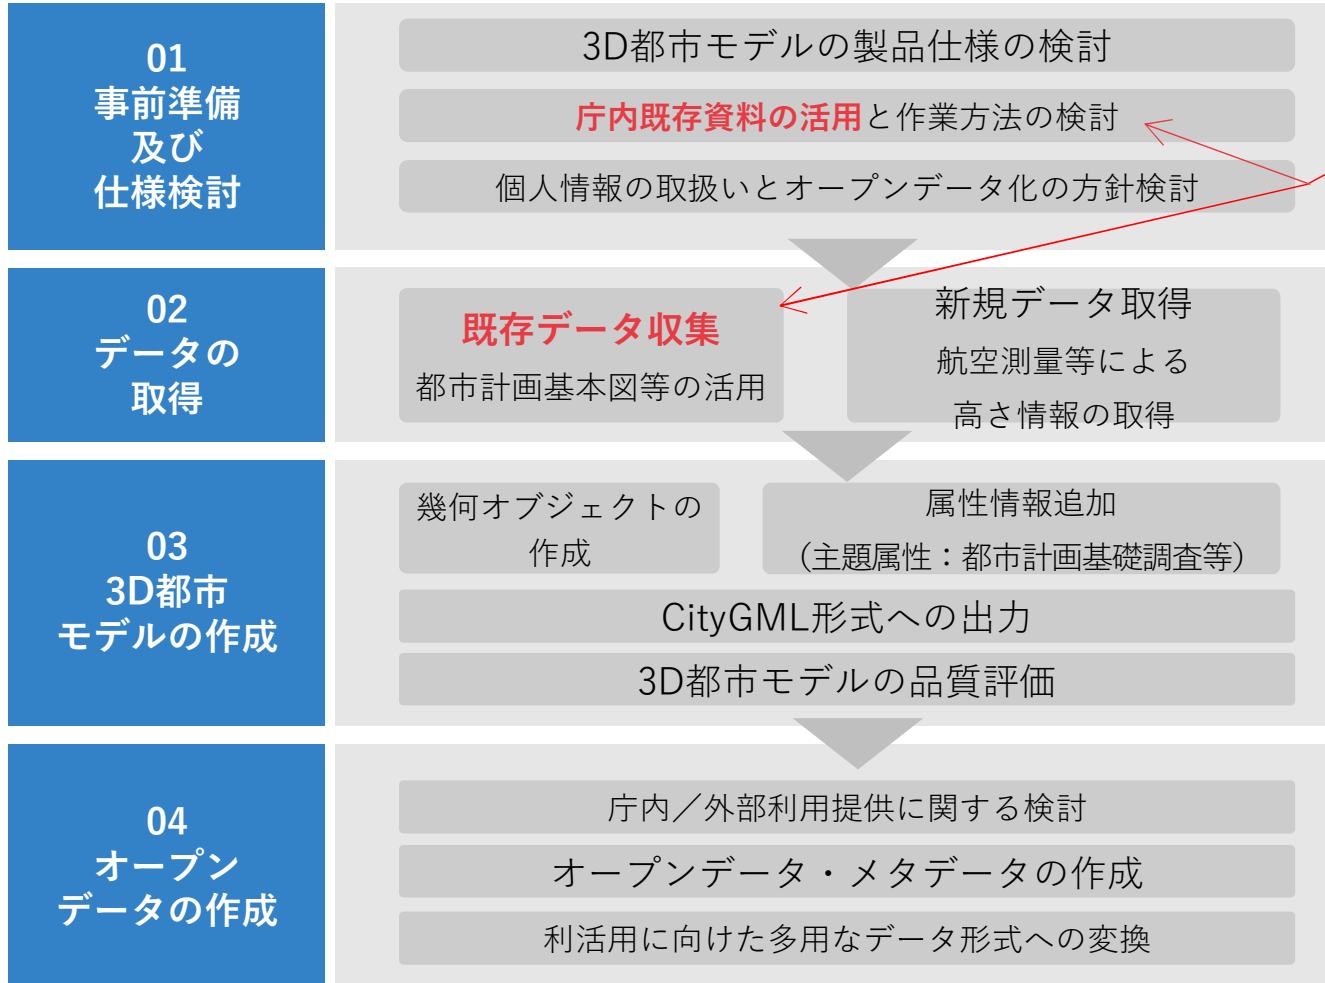 01
事前準備
及び
仕様検討
3D都市モデルの製品仕様の検討
庁内既存資料の活用と作業方法の検討
個人情報の取扱いとオープンデータ化の方針検討
02
データの
取得
既存データ収集
都市計画基本図等の活用
新規データ取得
航空測量等による
高さ情報の取得
03
3D都市
モデルの作成
幾何オブジェクトの
作成
属性情報追加
（主題属性：都市計画基礎調査等）
CityGML形式への出力
3D都市モデルの品質評価
04
オープン
データの作成
庁内／外部利用提供に関する検討
オープンデータ・メタデータの作成
利活用に向けた多用なデータ形式への変換